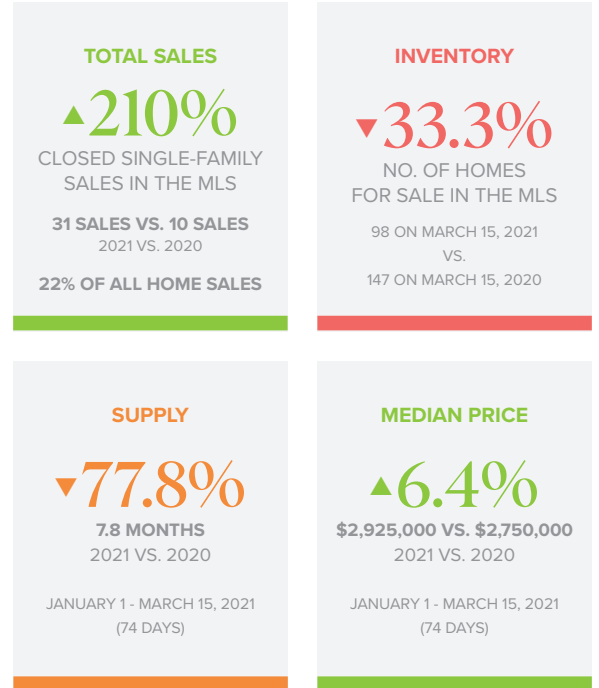 TOTAL SALES
▲210%
CLOSED SINGLE-FAMILY
SALES IN THE MLS
31 SALES VS. 10 SALES
2021 VS. 2020
22% OF ALL HOME SALES
INVENTORY
▼33.3%
NO. OF HOMES
FOR SALE IN THE MLS
98 ON MARCH 15, 2021
VS.
147 ON MARCH 15, 2020
SUPPLY
▼77.8%
7.8 MONTHS
2021 VS. 2020
JANUARY 1 - MARCH 15, 2021
(74 DAYS)
MEDIAN PRICE
▲6.4%
$2,925,000 VS. $2,750,000
2021 VS. 2020
JANUARY 1 - MARCH 15, 2021
(74 DAYS)